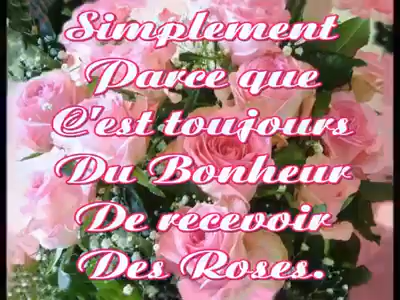 Simplement
Parce que
C'est toujours
Du Bonheur
De recevoir
Des Roses.